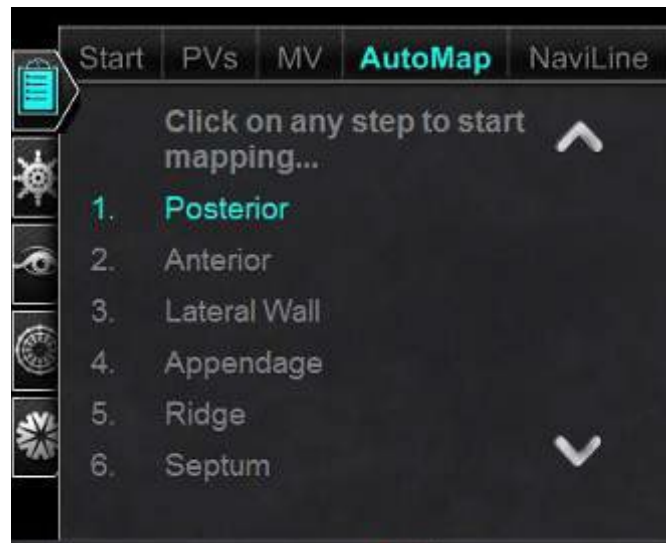 Start PVs MV AutoMap NaviLine
Click on any step to start
mapping...
1. Posterior
2. Anterior
3. Lateral Wall
4. Appendage
5. Ridge
6. Septum